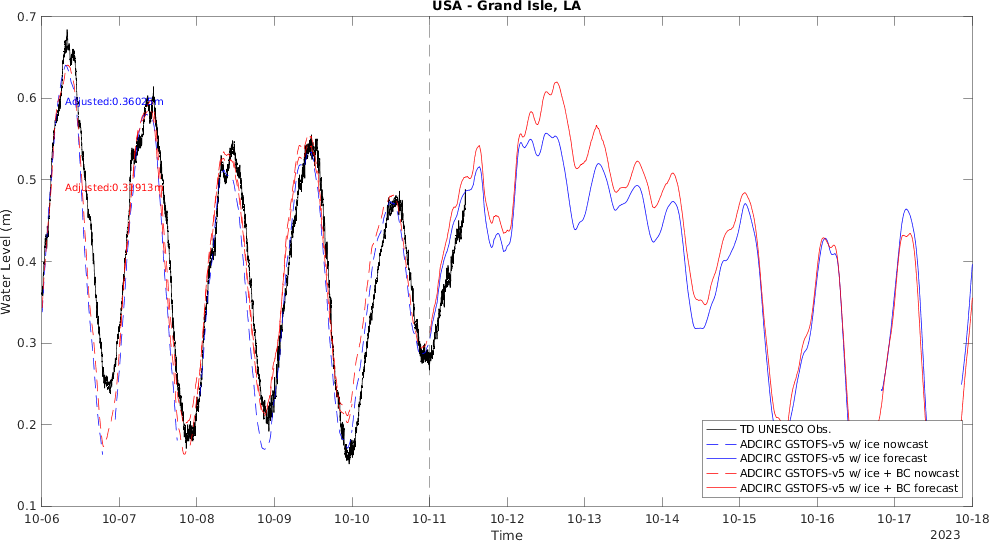 USA - Grand Isle, LA
0.7
0.6
0.5
0.4
0.3
0.2
0.1
Water Level (m)
Adjusted:0.36028m
Adjusted:0.33913m
TD UNESCO Obs.
ADCIRC GSTOFS-v5 w/ ice nowcast
ADCIRC GSTOFS-v5 w/ ice forecast
ADCIRC GSTOFS-v5 w/ ice + BC nowcast
ADCIRC GSTOFS-v5 w/ ice + BC forecast
10-06 10-07 10-08 10-09 10-10 10-11 10-12 10-13 10-14 10-15 10-16 10-17 10-18
Time
2023